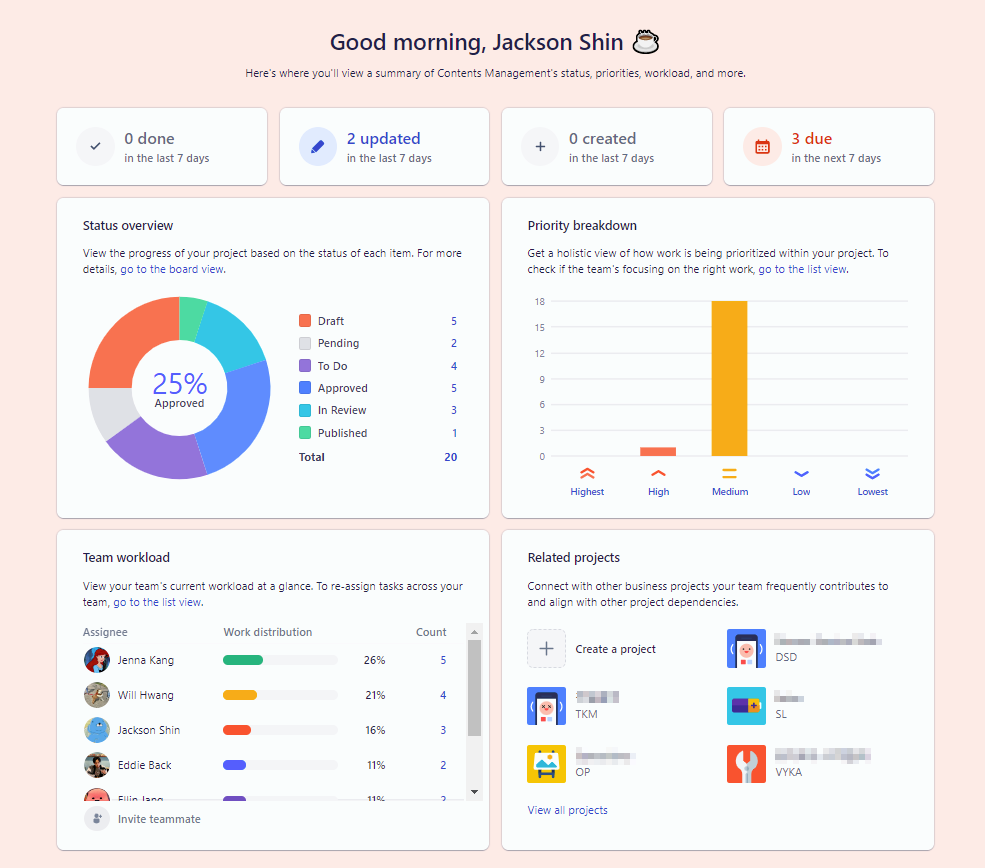 Good morning, Jackson Shin
Here's where you'll view a summary of Contents Management's status, priorities, workload, and more.
0 done
in the last 7 days
2 updated
in the last 7 days
0 created
in the last 7 days
3 due
in the next 7 days
Status overview
View the progress of your project based on the status of each item. For more
details, go to the board view.
25%
Approved
Draft 5
Pending 2
To Do 4
Approved 5
In Review 3
Published 1
Total 20
Priority breakdown
Get a holistic view of how work is being prioritized within your project. To
check if the team's focusing on the right work, go to the list view.
18
15
12
9
6
3
0
Highest High Medium Low Lowest
Team workload
View your team's current workload at a glance. To re-assign tasks across your
team, go to the list view.
Assignee Work distribution Count
Jenna Kang 26% 5
Will Hwang 21% 4
Jackson Shin 16% 3
Eddie Back 11% 2
Ellin Jang 11% 2
Invite teammate
Related projects
Connect with other business projects your team frequently contributes to
and align with other project dependencies.
Create a project
DSD
TKM
SL
OP
VYKA
View all projects